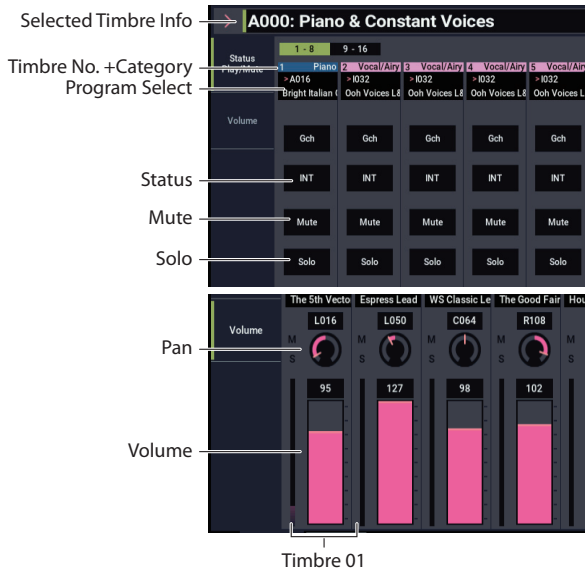 Selected Timbre Info
A000: Piano & Constant Voices
1 - 8 9 - 16
Status
Play/Mute
Timbre No. +Category
1 Piano 2 Vocal/Airy 3 Vocal/Airy 4 Vocal/Airy 5 Vocal/Airy
>A016 >I032 >I032 >I032 >I032
Program Select
Bright Italian Ooh Voices L& Ooh Voices L& Ooh Voices L& Ooh Voices L
Volume
Gch Gch Gch Gch Gch
Status
INT INT INT INT INT
Mute
Mute Mute Mute Mute Mute
Solo
Solo Solo Solo Solo Solo
The 5th Vecto Espress Lead WS Classic Le The Good Fair Hou
Volume
L016 L050 C064 R108
M M M M M
Pan
S S S S S
95 127 98 102
Volume
Timbre 01